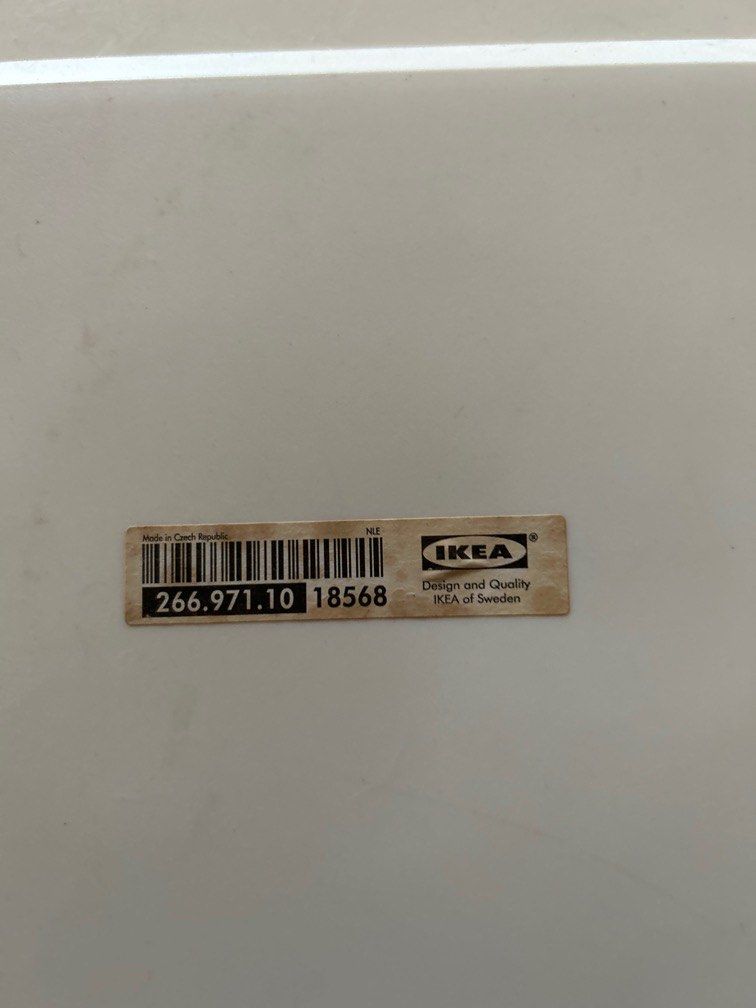 Made in Czech Republic NLE
266.971.10 18568
IKEA®
Design and Quality
IKEA of Sweden